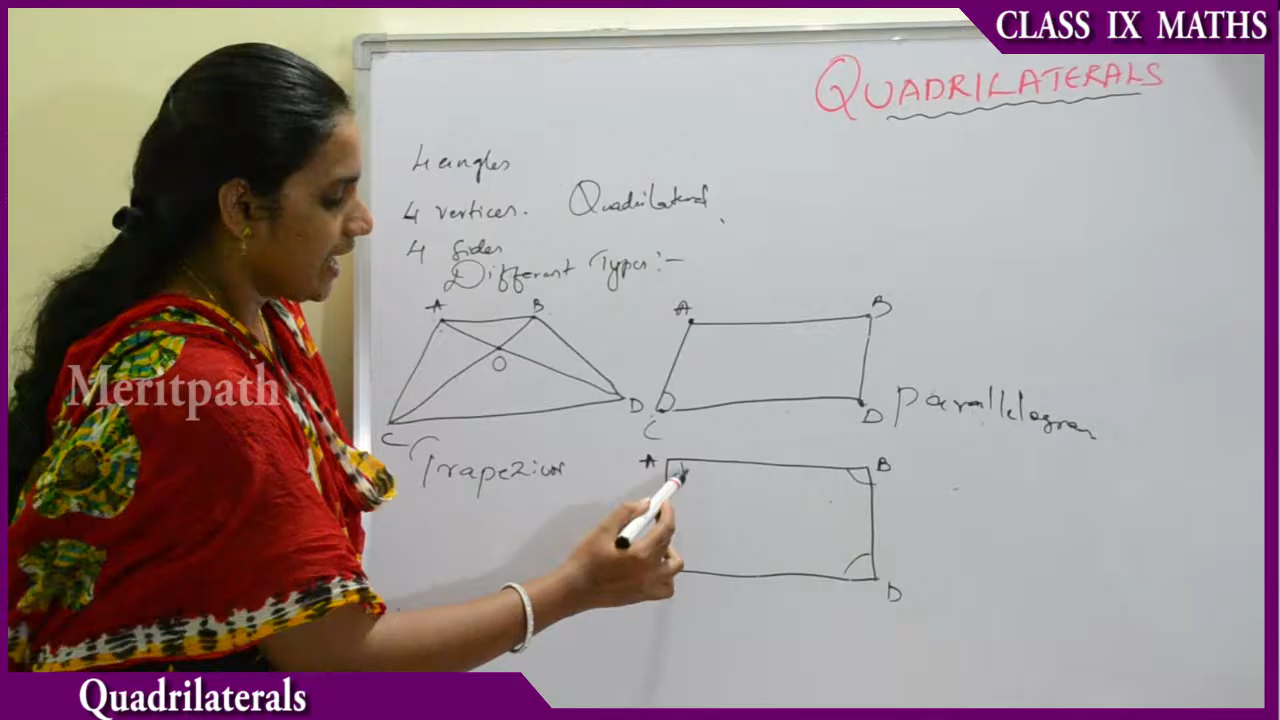 CLASS IX MATHS
QUADRILATERALS
4 angles
4 vertices. Quadrilateral
4 sides
Different Types :-
A B
A B
O
C D
C D
Parallelogram
Trapezium
A B
D
Meritpath
Quadrilaterals